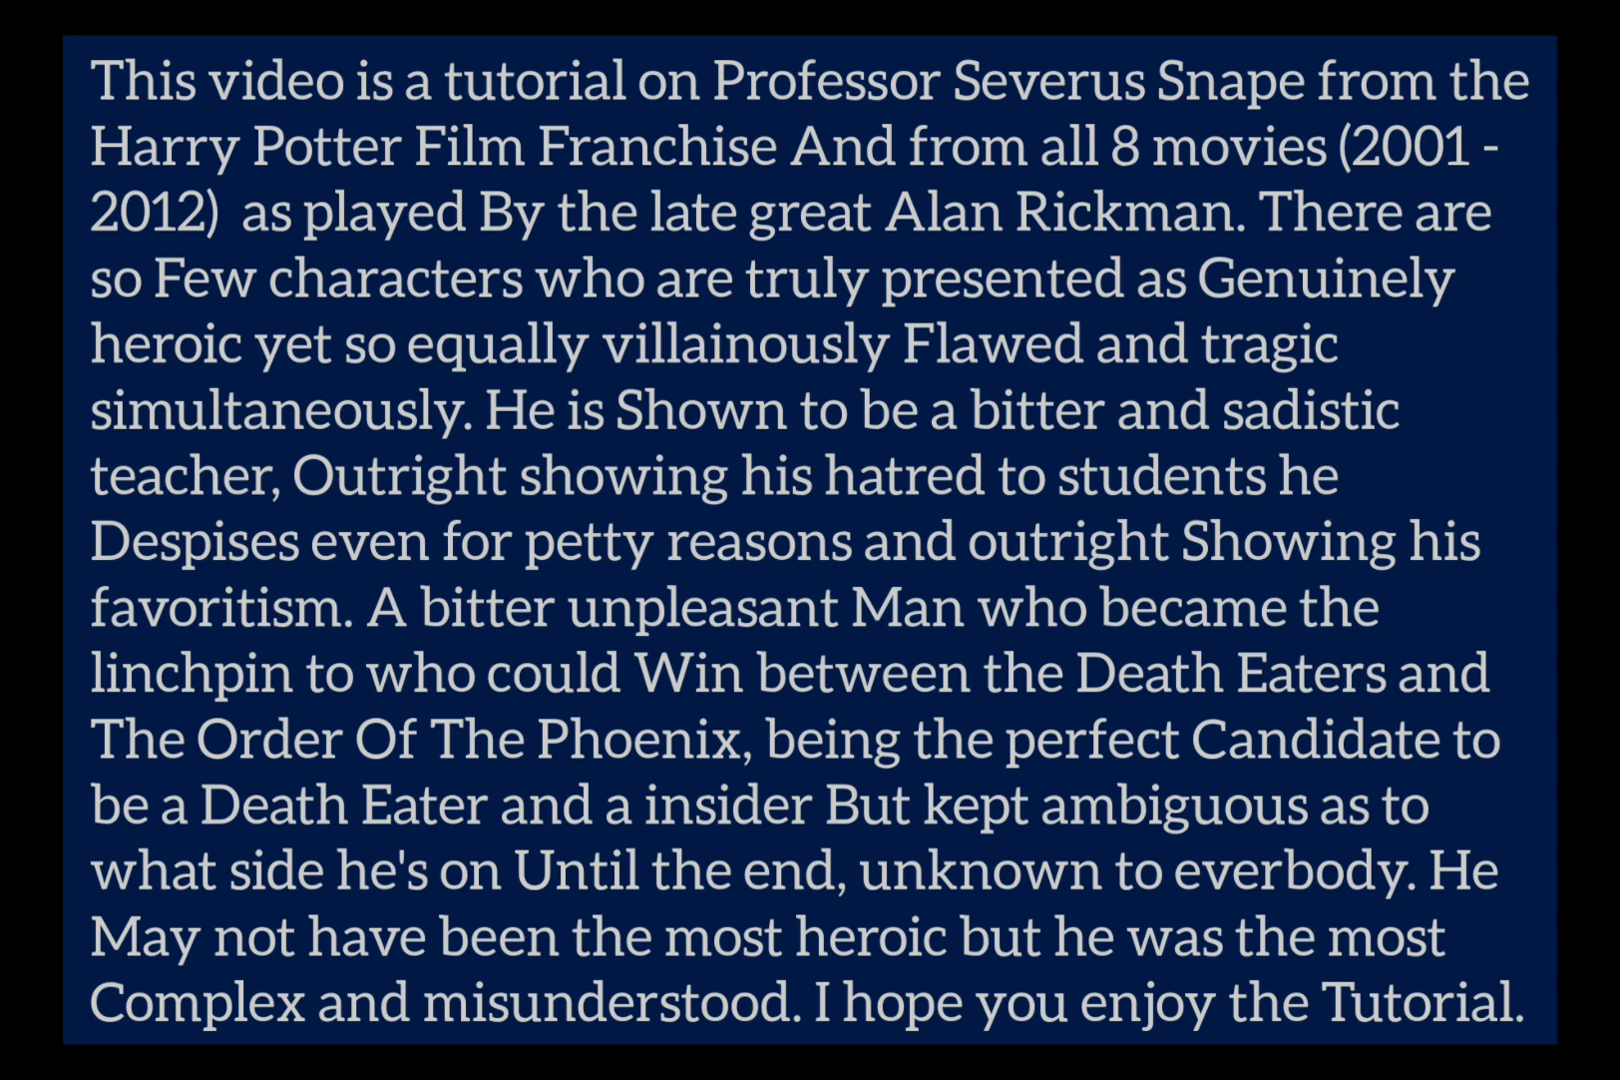 This video is a tutorial on Professor Severus Snape from the
Harry Potter Film Franchise And from all 8 movies (2001 -
2012)  as played By the late great Alan Rickman. There are
so Few characters who are truly presented as Genuinely
heroic yet so equally villainously Flawed and tragic
simultaneously. He is Shown to be a bitter and sadistic
teacher, Outright showing his hatred to students he
Despises even for petty reasons and outright Showing his
favoritism. A bitter unpleasant Man who became the
linchpin to who could Win between the Death Eaters and
The Order Of The Phoenix, being the perfect Candidate to
be a Death Eater and a insider But kept ambiguous as to
what side he's on Until the end, unknown to everbody. He
May not have been the most heroic but he was the most
Complex and misunderstood. I hope you enjoy the Tutorial.